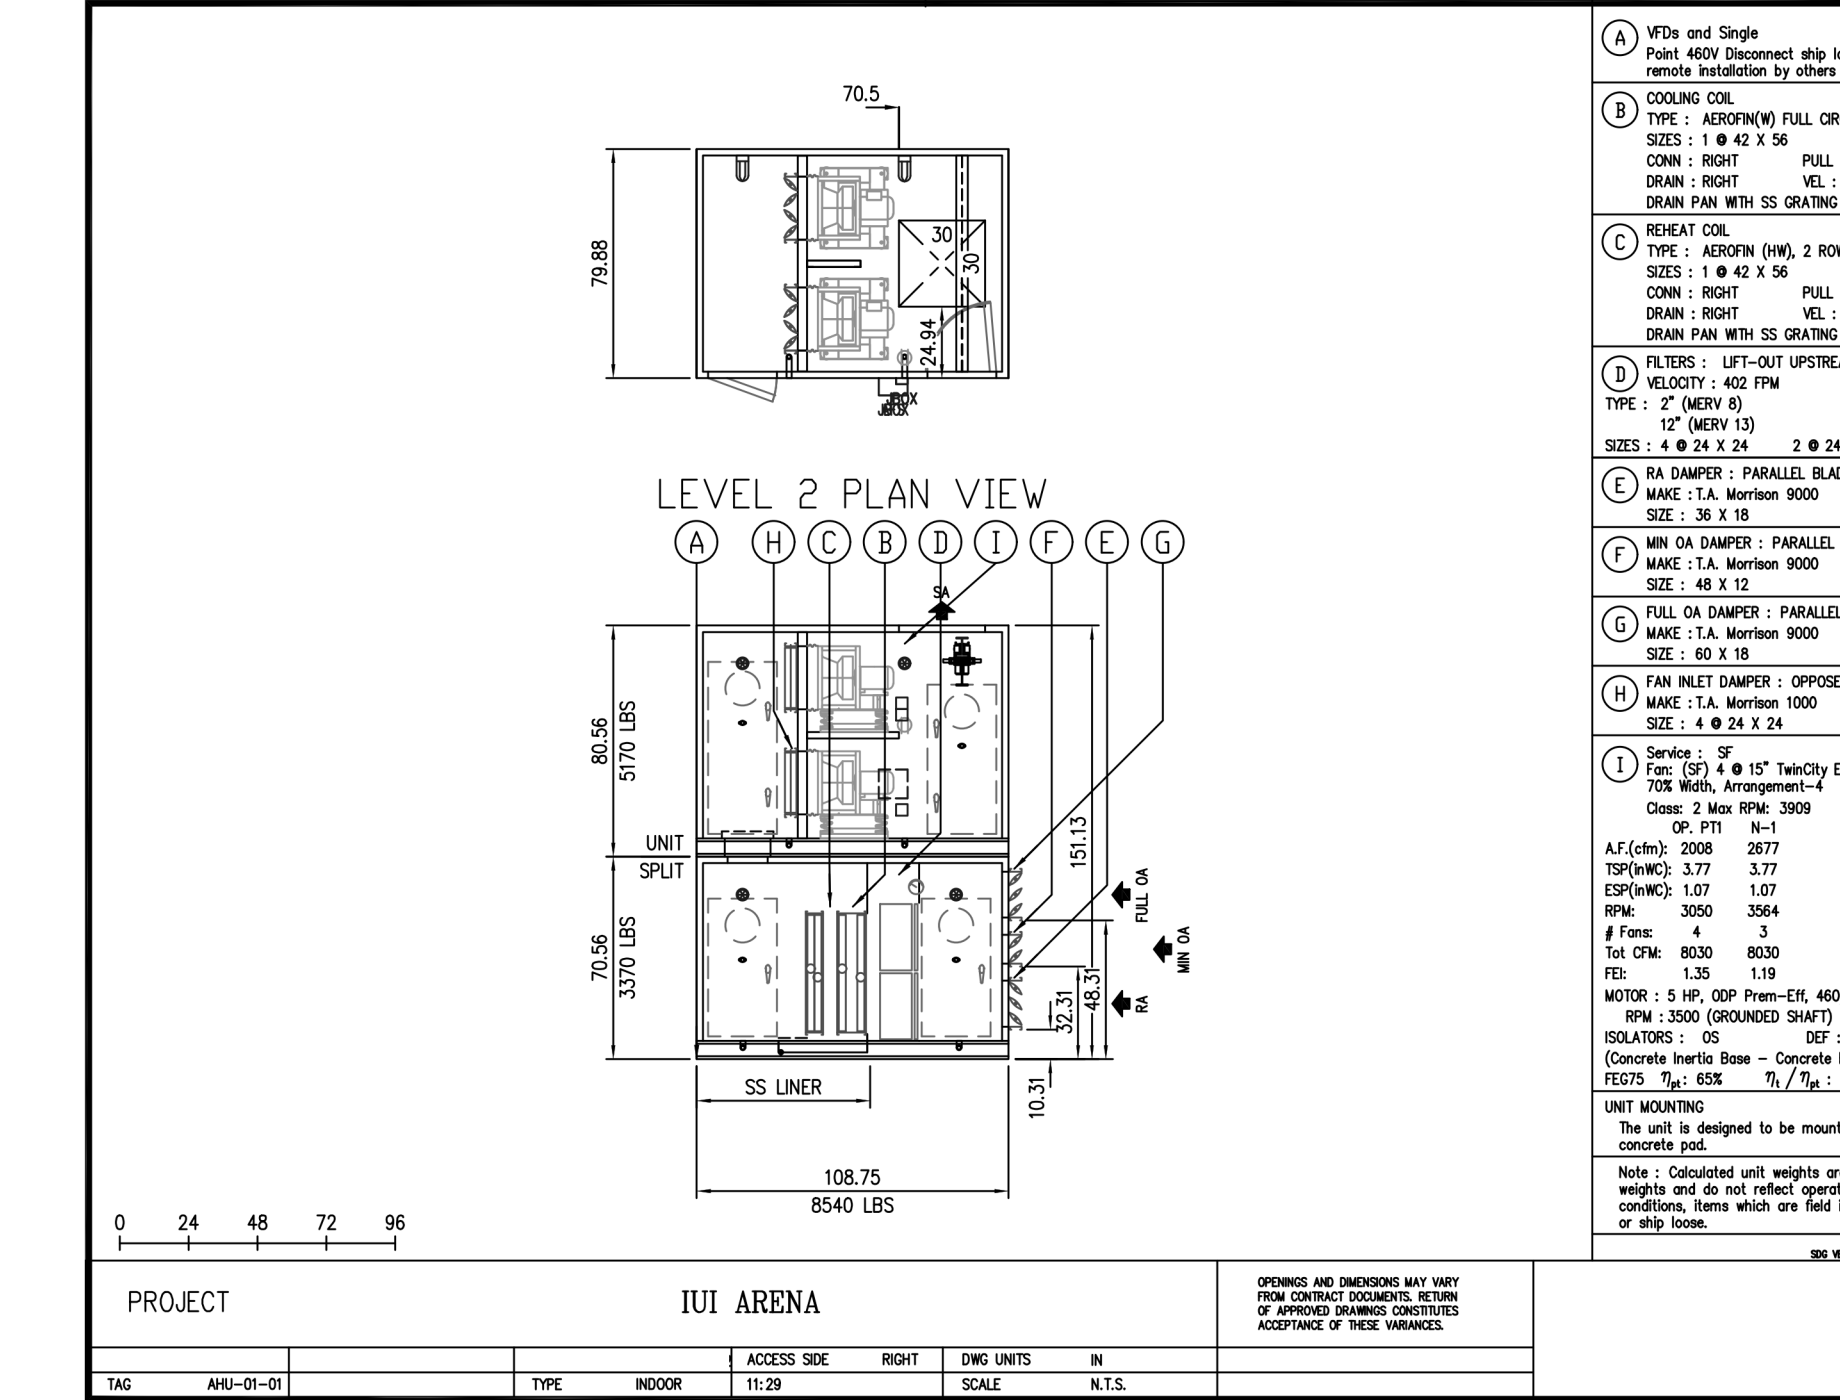 70.5
79.88
30
30
24.94
JBOX
LEVEL 2 PLAN VIEW
A H C B D I F E G
SA
80.56
5170 LBS
UNIT
SPLIT
70.56
3370 LBS
151.13
FULL OA
MIN OA
RA
32.31
48.31
10.31
SS LINER
108.75
8540 LBS
0 24 48 72 96
A VFDs and Single
Point 460V Disconnect ship
remote installation by others
B COOLING COIL
TYPE : AEROFIN(W) FULL
SIZES : 1 @ 42 X 56
CONN : RIGHT PULL
DRAIN : RIGHT VEL :
DRAIN PAN WITH SS GRATING
C REHEAT COIL
TYPE : AEROFIN (HW), 2
SIZES : 1 @ 42 X 56
CONN : RIGHT PULL
DRAIN : RIGHT VEL :
DRAIN PAN WITH SS GRATING
D FILTERS : LIFT-OUT
VELOCITY : 402 FPM
TYPE : 2" (MERV 8)
12" (MERV 13)
SIZES : 4 @ 24 X 24 2 @ 24
E RA DAMPER : PARALLEL
MAKE : T.A. Morrison 9000
SIZE : 36 X 18
F MIN OA DAMPER : PARALLEL
MAKE : T.A. Morrison 9000
SIZE : 48 X 12
G FULL OA DAMPER : PARALLEL
MAKE : T.A. Morrison 9000
SIZE : 60 X 18
H FAN INLET DAMPER : OPPOSE
MAKE : T.A. Morrison 1000
SIZE : 4 @ 24 X 24
I Service : SF
Fan: (SF) 4 @ 15" TwinCity
70% Width, Arrangement-4
Class: 2 Max RPM: 3909
OP. PT1 N-1
A.F.(cfm): 2008 2677
TSP(inWC): 3.77 3.77
ESP(inWC): 1.07 1.07
RPM: 3050 3564
# Fans: 4 3
Tot CFM: 8030 8030
FEI: 1.35 1.19
MOTOR : 5 HP, ODP Prem-Eff, 460
RPM : 3500 (GROUNDED SHAFT)
ISOLATORS : OS DEF :
(Concrete Inertia Base - Concrete
FEG75 ηpt: 65% ηt / ηpt :
UNIT MOUNTING
The unit is designed to be
concrete pad.
Note : Calculated unit weights
weights and do not reflect
conditions, items which are field
or ship loose.
SDG
PROJECT IUI ARENA
OPENINGS AND DIMENSIONS MAY VARY
FROM CONTRACT DOCUMENTS. RETURN
OF APPROVED DRAWINGS CONSTITUTES
ACCEPTANCE OF THESE VARIANCES.
ACCESS SIDE RIGHT DWG UNITS IN
TAG AHU-01-01 TYPE INDOOR 11:29 SCALE N.T.S.